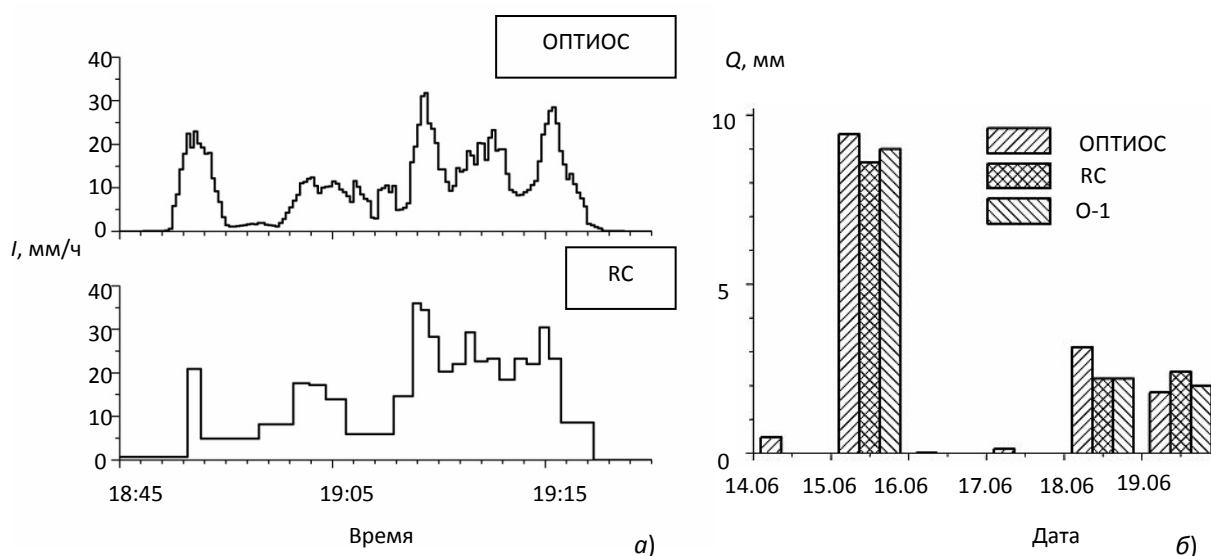 ОПТИОС
40
30
20
10
0
I, мм/ч
RC
40
30
20
10
0
18:45
19:05
19:15
Время
а)
Q, мм
10
5
0
ОПТИОС
RC
О-1
14.06
15.06
16.06
17.06
18.06
19.06
Дата
б)